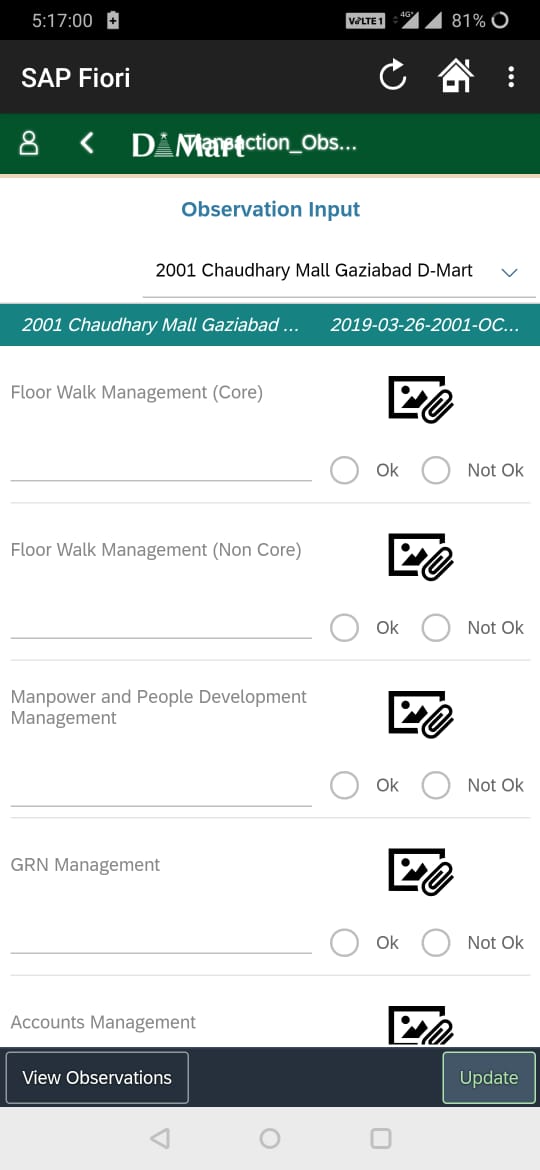 5:17:00
VoLTE 1 4G+ 81%
SAP Fiori
D Mart Transaction_Obs...
Observation Input
2001 Chaudhary Mall Gaziabad D-Mart
2001 Chaudhary Mall Gaziabad ... 2019-03-26-2001-OC...
Floor Walk Management (Core)
Ok Not Ok
Floor Walk Management (Non Core)
Ok Not Ok
Manpower and People Development
Management
Ok Not Ok
GRN Management
Ok Not Ok
Accounts Management
View Observations Update